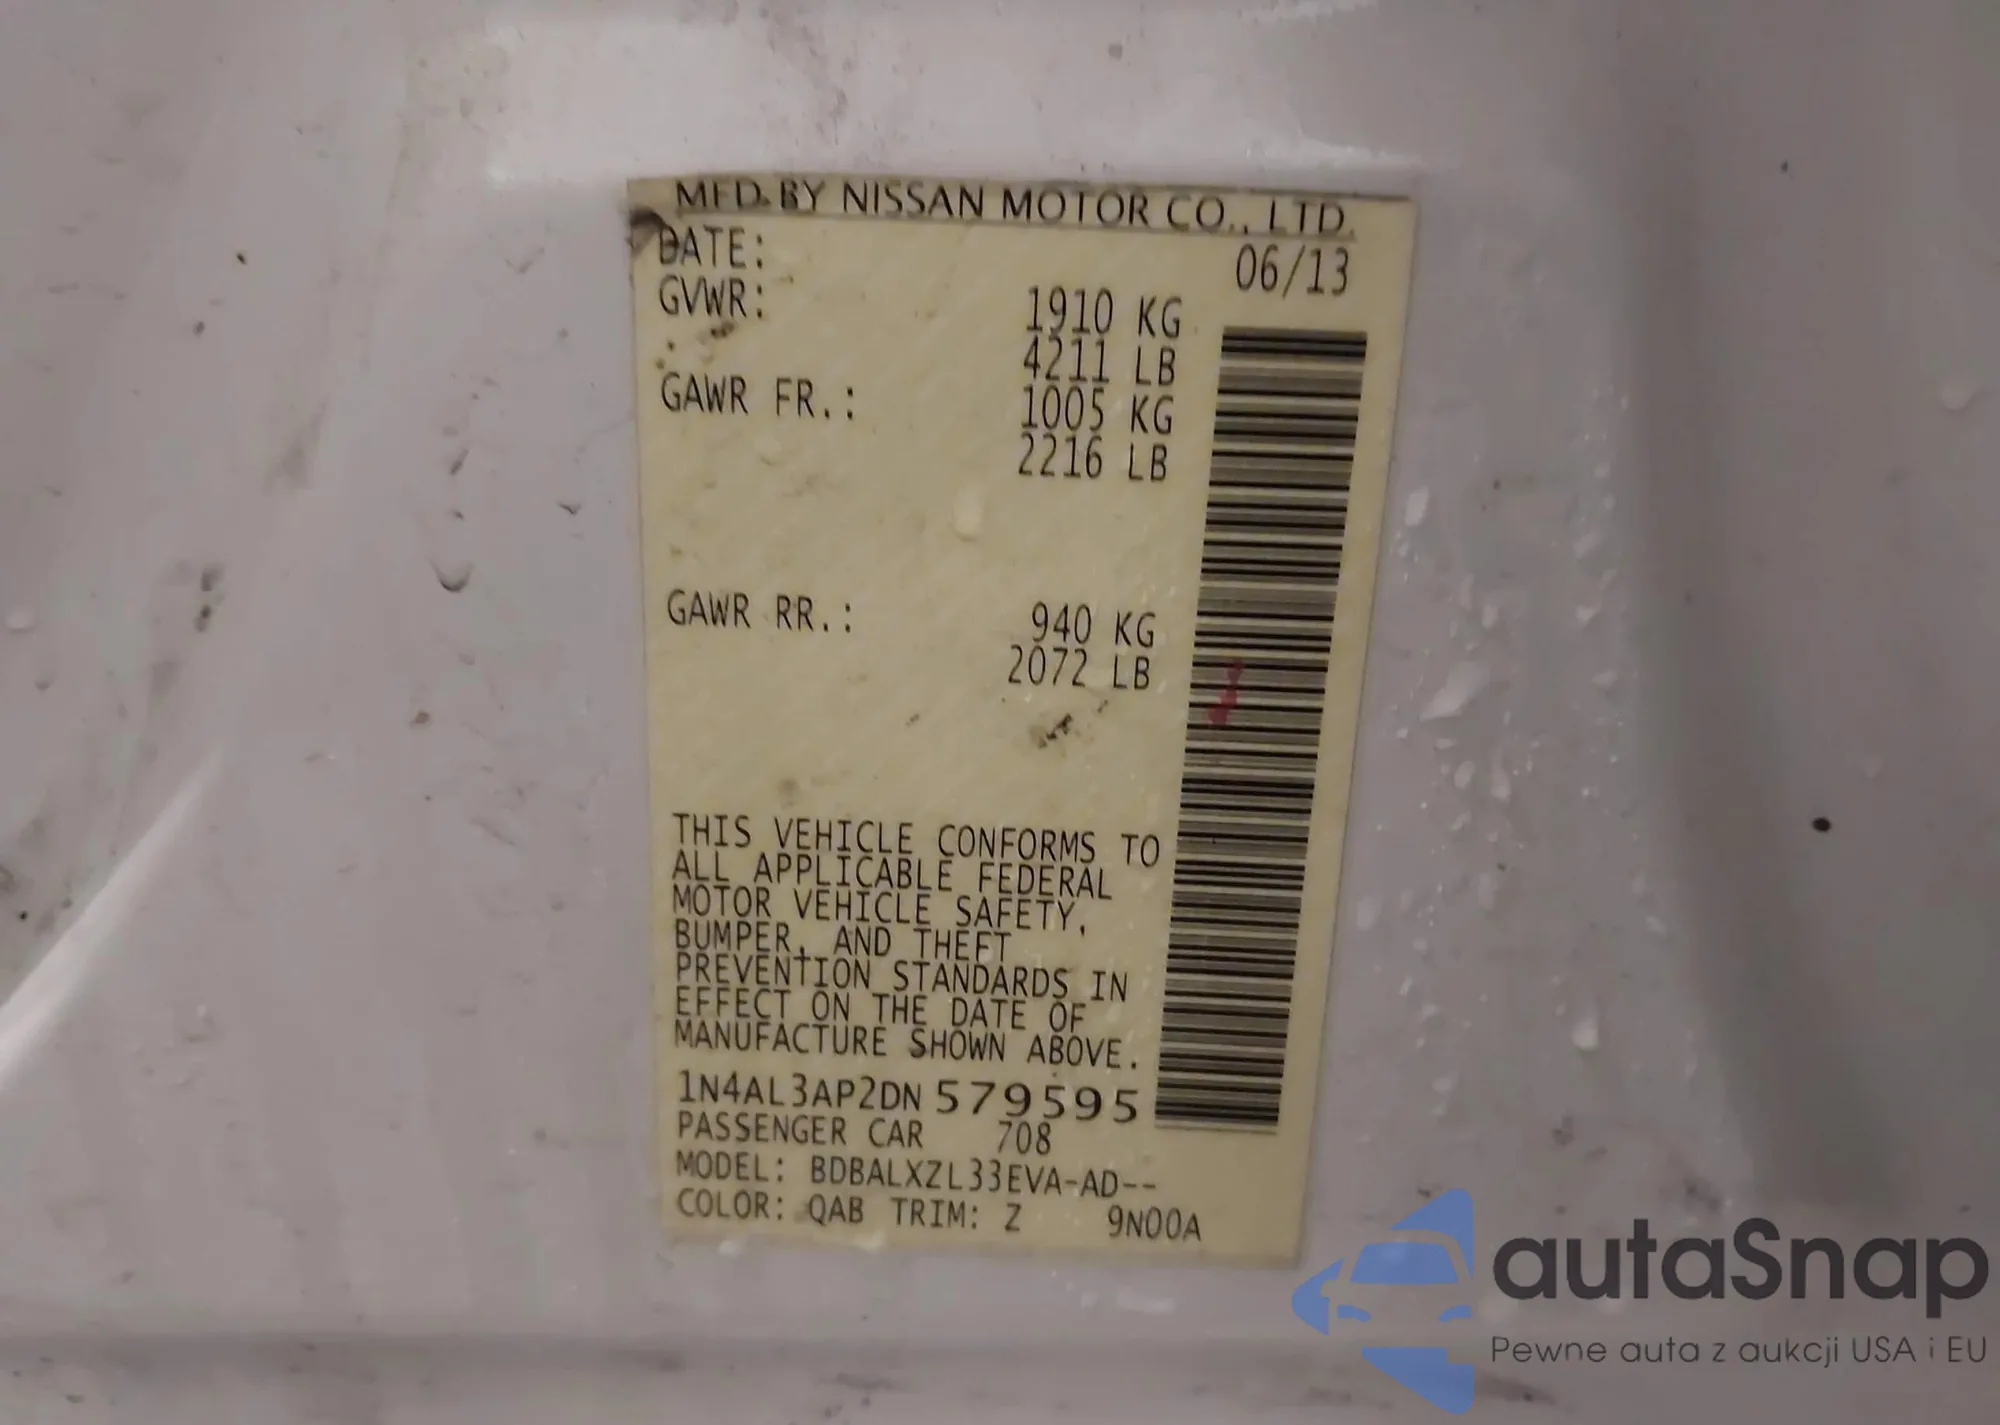 MFD. BY NISSAN MOTOR CO., LTD.
DATE: 06/13
GVWR: 1910 KG
4211 LB
GAWR FR.: 1005 KG
2216 LB
GAWR RR.: 940 KG
2072 LB
THIS VEHICLE CONFORMS TO
ALL APPLICABLE FEDERAL
MOTOR VEHICLE SAFETY,
BUMPER, AND THEFT
PREVENTION STANDARDS IN
EFFECT ON THE DATE OF
MANUFACTURE SHOWN ABOVE.
1N4AL3AP2DN579595
PASSENGER CAR 708
MODEL: BDBALXZL33EVA-AD--
COLOR: QAB TRIM: Z 9N00A
autaSnap
Pewne auta z aukcji USA i EU